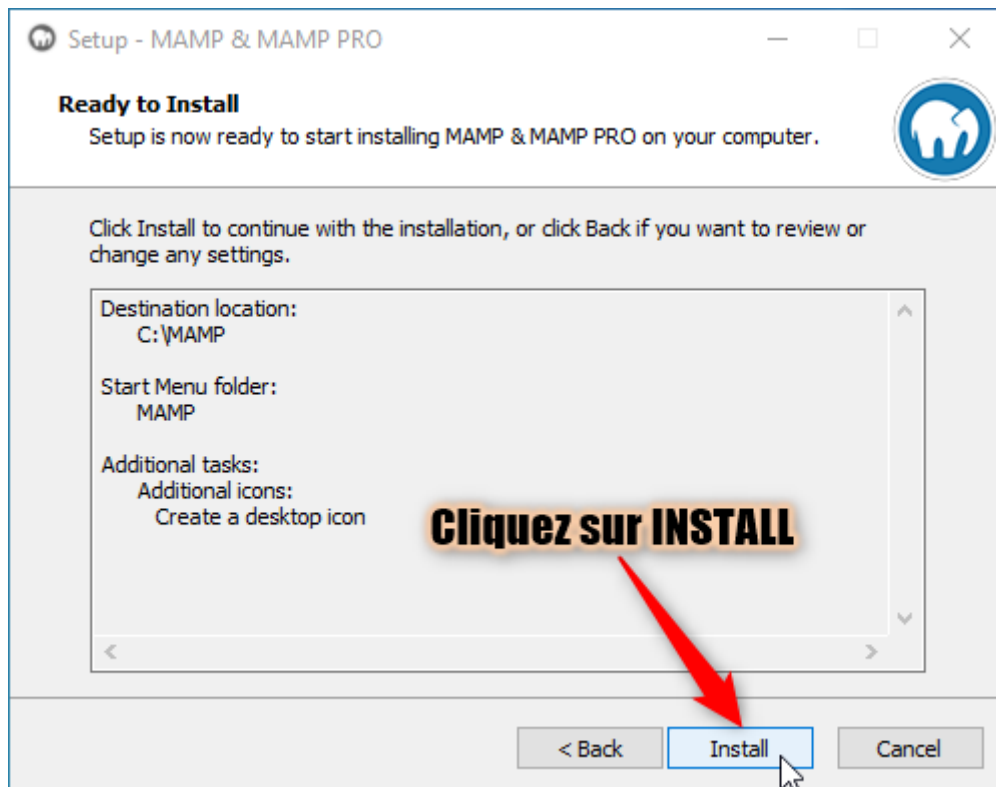 Setup - MAMP & MAMP PRO
Ready to Install
Setup is now ready to start installing MAMP & MAMP PRO on your computer.
Click Install to continue with the installation, or click Back if you want to review or
change any settings.
Destination location:
C:\MAMP
Start Menu folder:
MAMP
Additional tasks:
Additional icons:
Create a desktop icon
Cliquez sur INSTALL
< Back
Install
Cancel